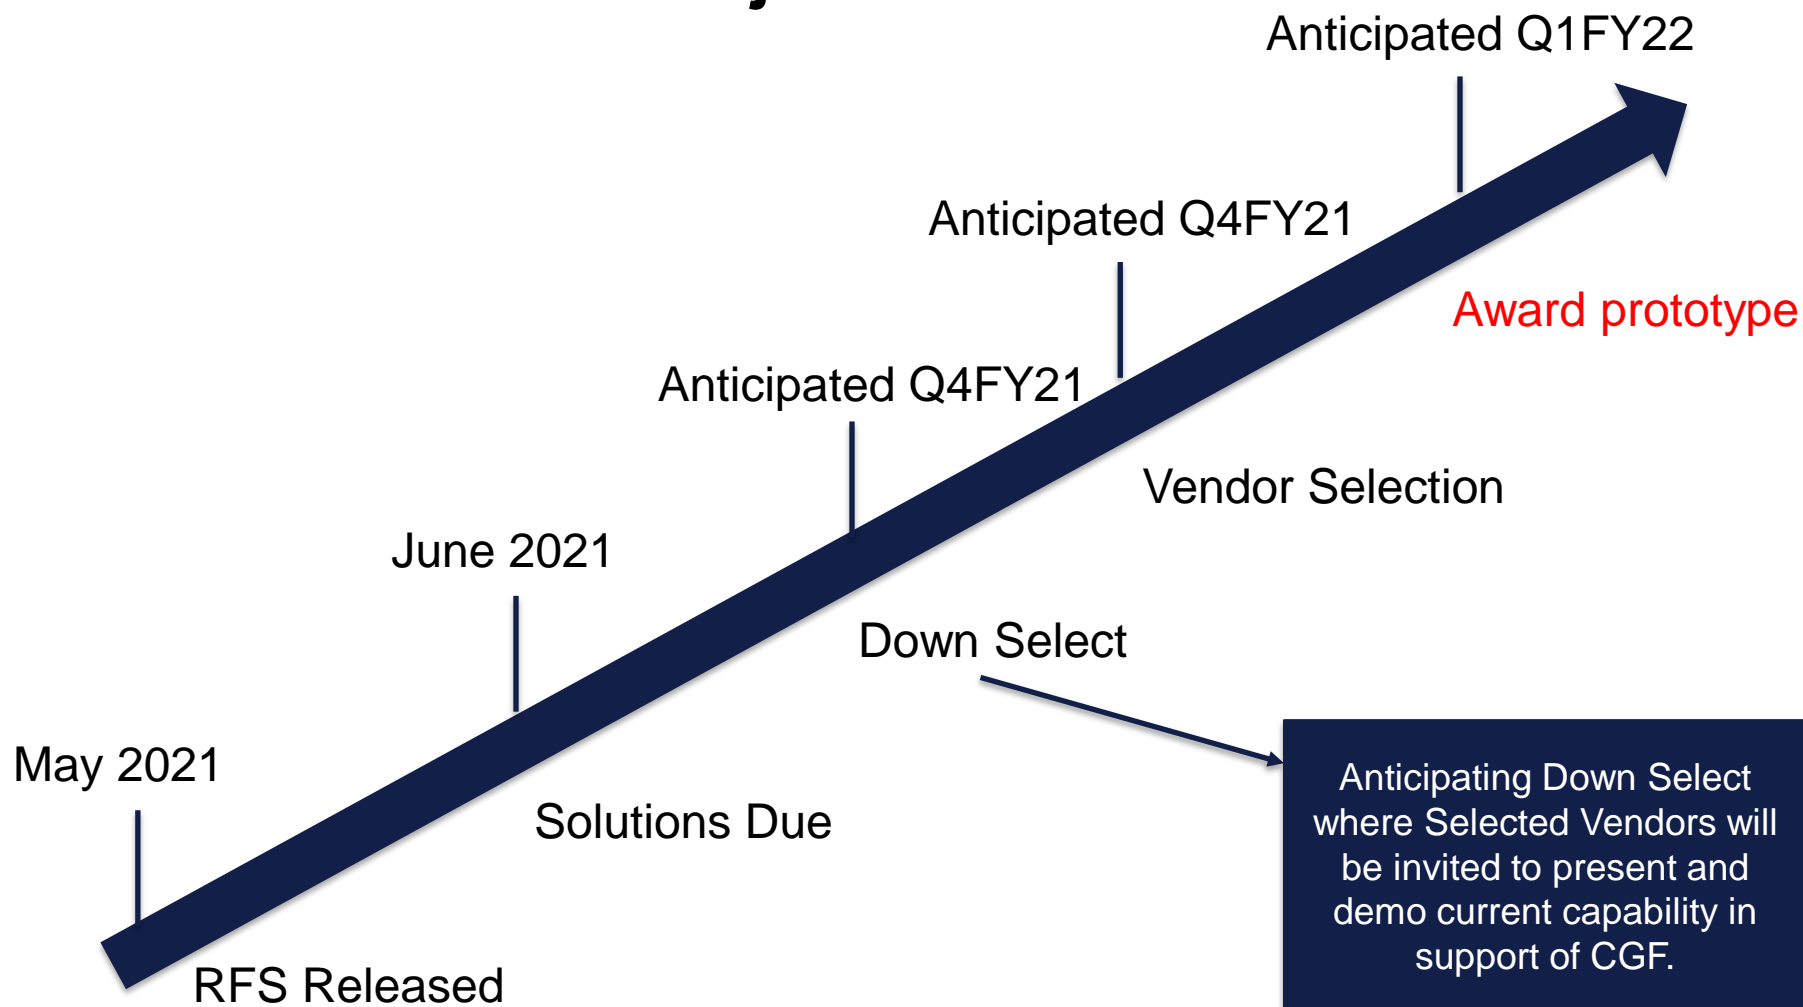 Anticipated Q1FY22
Anticipated Q4FY21
Award prototype
Anticipated Q4FY21
Vendor Selection
June 2021
Down Select
May 2021
Solutions Due
Anticipating Down Select
where Selected Vendors will
be invited to present and
demo current capability in
support of CGF.
RFS Released